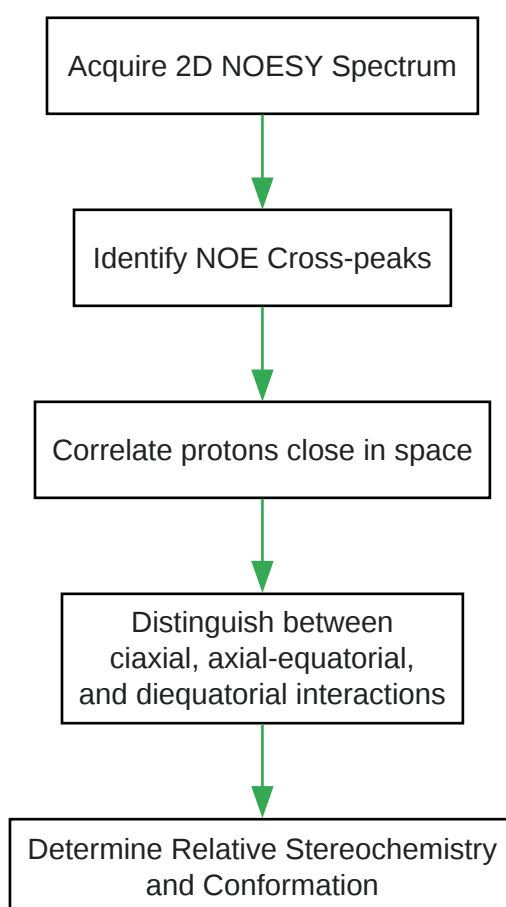 Acquire 2D NOESY Spectrum
Identify NOE Cross-peaks
Correlate protons close in space
Distinguish between
ciaxial, axial-equatorial,
and diequatorial interactions
Determine Relative Stereochemistry
and Conformation